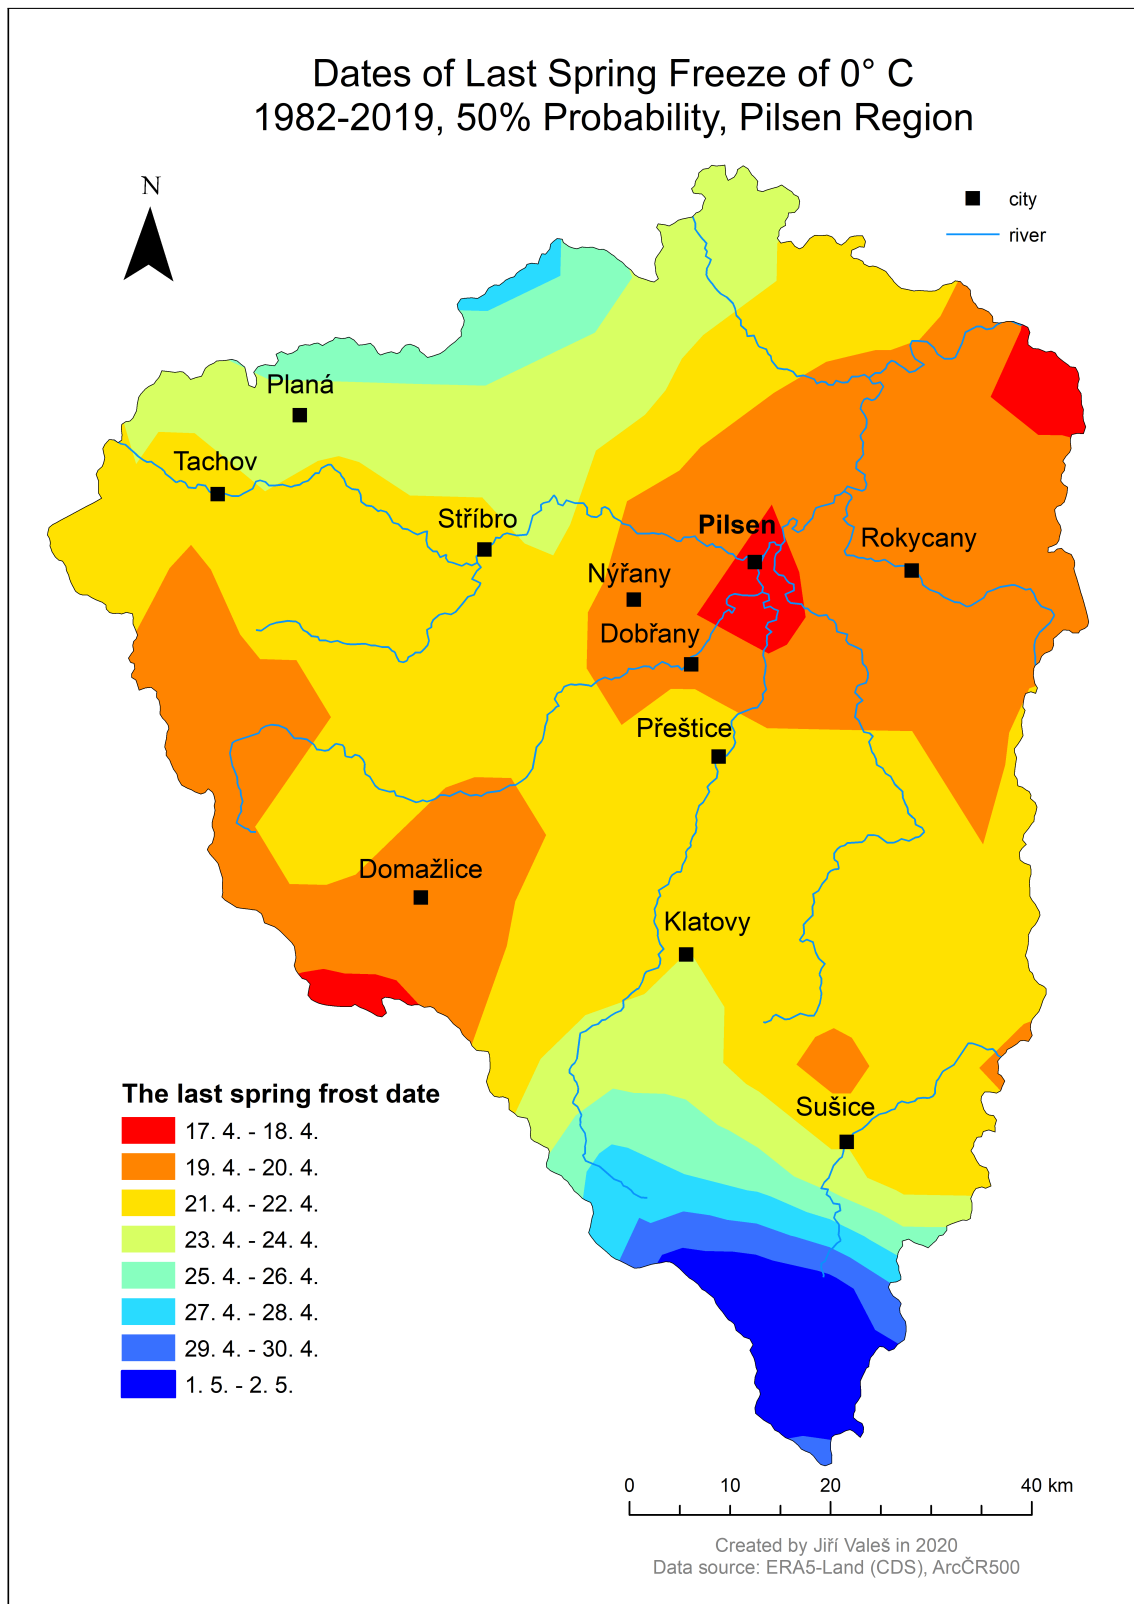 Dates of Last Spring Freeze of 0° C
1982-2019, 50% Probability, Pilsen Region
N
city
river
Planá
Tachov
Stříbro
Pilsen
Rokycany
Nýřany
Dobřany
Přeštice
Domažlice
Klatovy
Sušice
The last spring frost date
17. 4. - 18. 4.
19. 4. - 20. 4.
21. 4. - 22. 4.
23. 4. - 24. 4.
25. 4. - 26. 4.
27. 4. - 28. 4.
29. 4. - 30. 4.
1. 5. - 2. 5.
0 10 20 40 km
Created by Jiří Valeš in 2020
Data source: ERA5-Land (CDS), ArcČR500